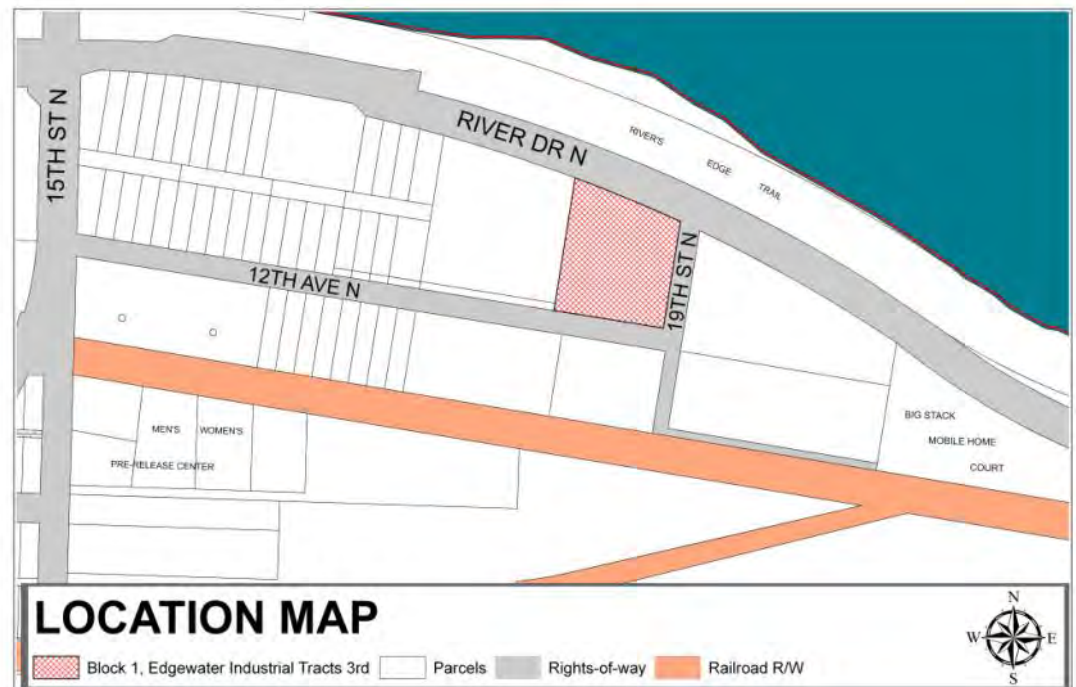 15TH ST N
RIVER DR N
RIVER'S
EDGE
TRAIL
19TH ST N
12TH AVE N
MEN'S
WOMEN'S
PRE-RELEASE CENTER
BIG STACK
MOBILE HOME
COURT
LOCATION MAP
Block 1, Edgewater Industrial Tracts 3rd
Parcels
Rights-of-way
Railroad R/W
N
W
E
S